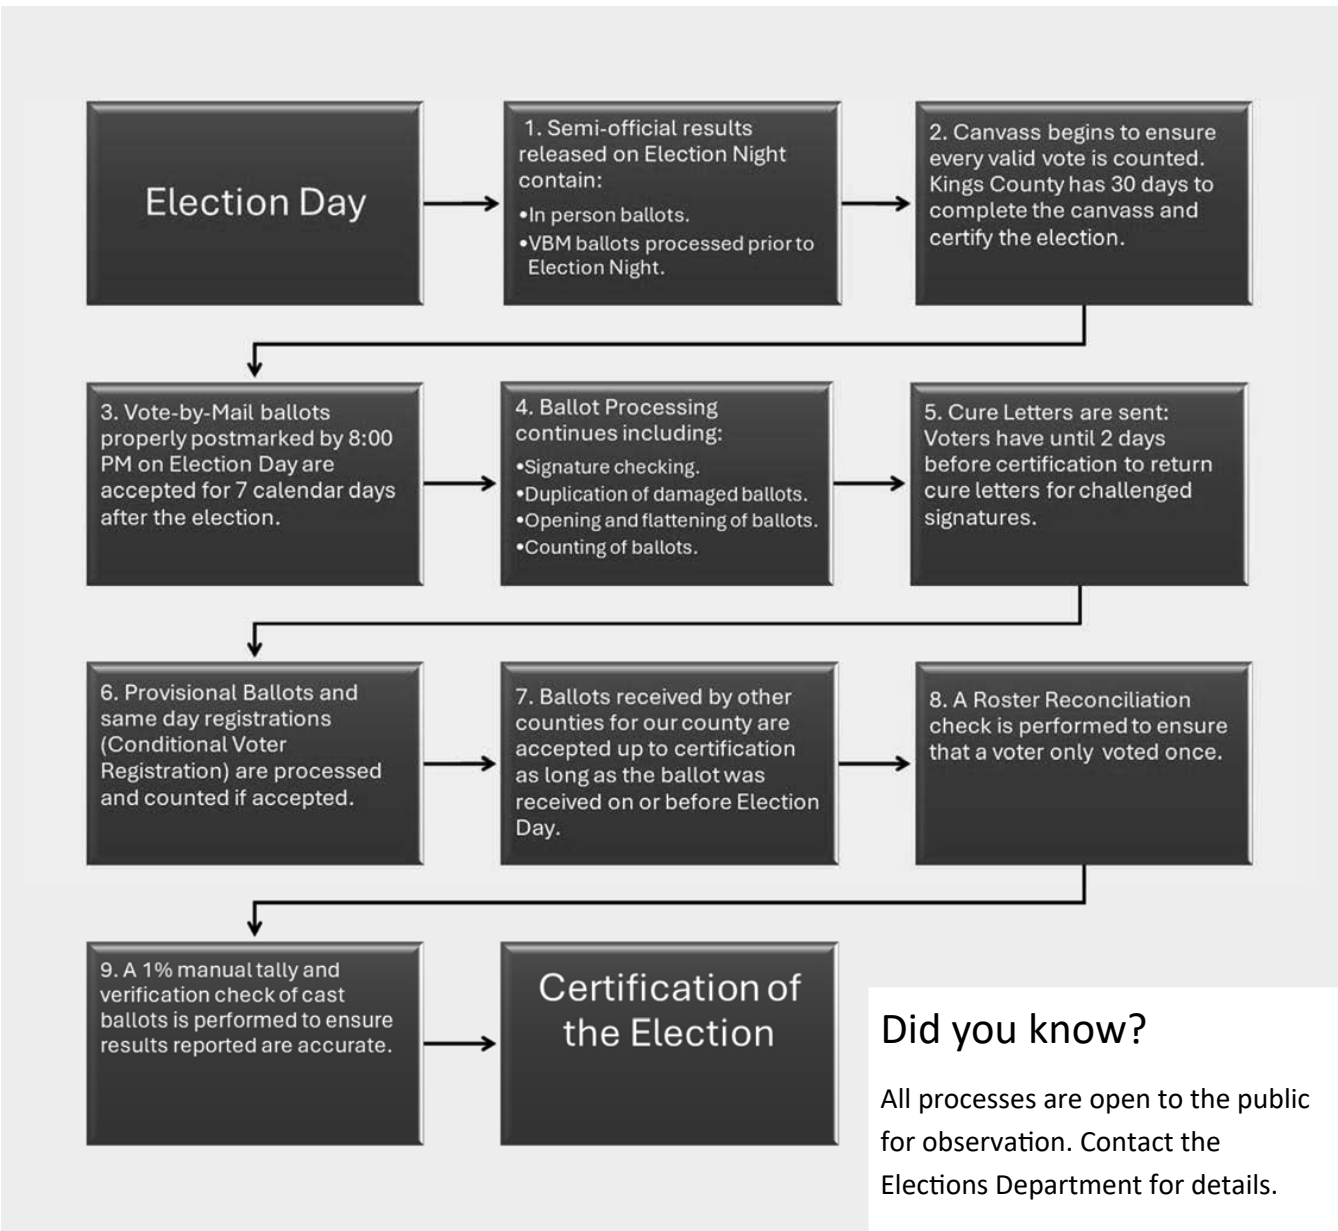 Election Day
1. Semi-official results
released on Election Night
contain:
•In person ballots.
•VBM ballots processed prior to
Election Night.
2. Canvass begins to ensure
every valid vote is counted.
Kings County has 30 days to
complete the canvass and
certify the election.
3. Vote-by-Mail ballots
properly postmarked by 8:00
PM on Election Day are
accepted for 7 calendar days
after the election.
4. Ballot Processing
continues including:
•Signature checking.
•Duplication of damaged ballots.
•Opening and flattening of ballots.
•Counting of ballots.
5. Cure Letters are sent:
Voters have until 2 days
before certification to return
cure letters for challenged
signatures.
6. Provisional Ballots and
same day registrations
(Conditional Voter
Registration) are processed
and counted if accepted.
7. Ballots received by other
counties for our county are
accepted up to certification
as long as the ballot was
received on or before Election
Day.
8. A Roster Reconciliation
check is performed to ensure
that a voter only voted once.
9. A 1% manual tally and
verification check of cast
ballots is performed to ensure
results reported are accurate.
Certification of
the Election
Did you know?
All processes are open to the public
for observation. Contact the
Elections Department for details.